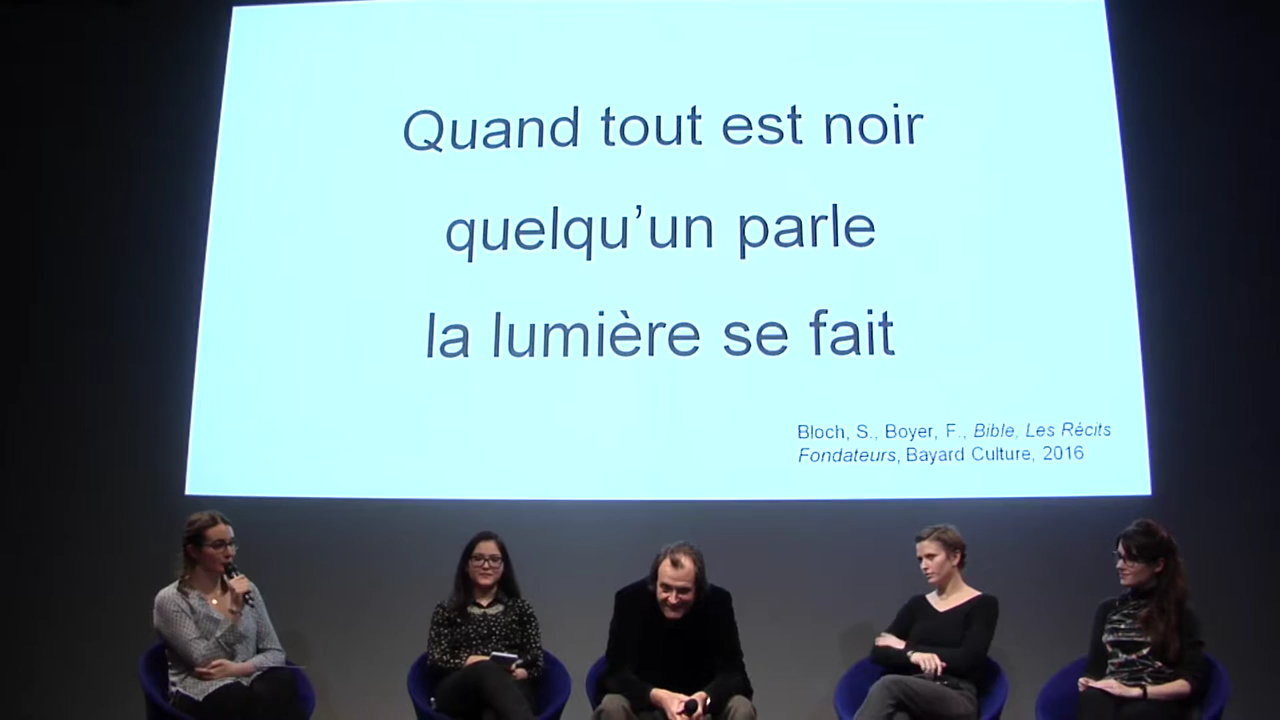 Quand tout est noir
quelqu’un parle
la lumière se fait
Bloch, S., Boyer, F., Bible, Les Récits
Fondateurs, Bayard Culture, 2016